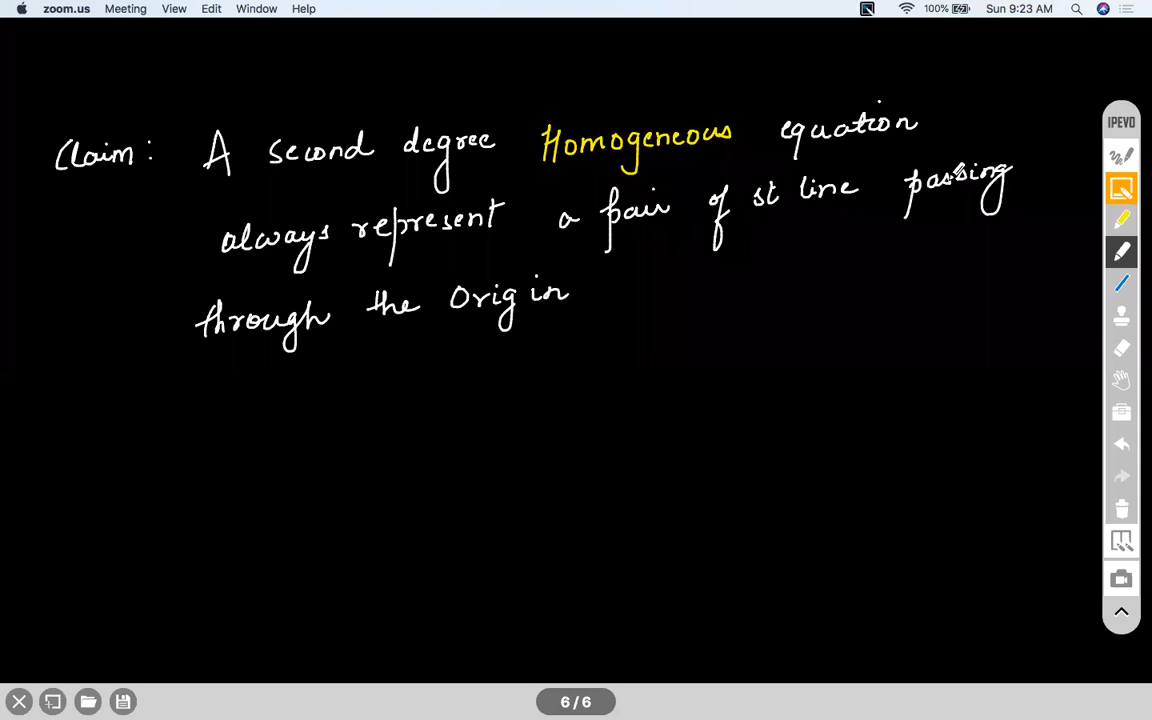 zoom.us Meeting View Edit Window Help 100% Sun 9:23 AM
IPEVO
Claim: A second degree Homogeneous equation
always represent a pair of st line passing
through the Origin
6 / 6